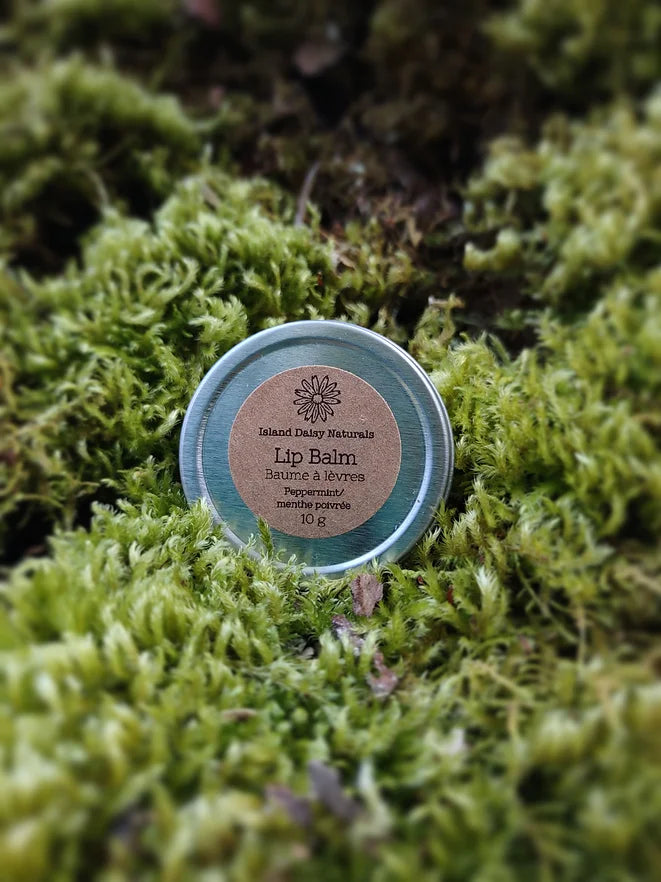 Island Daisy Naturals
Lip Balm
Baume à lèvres
Peppermint/
menthe poivrée
10 g